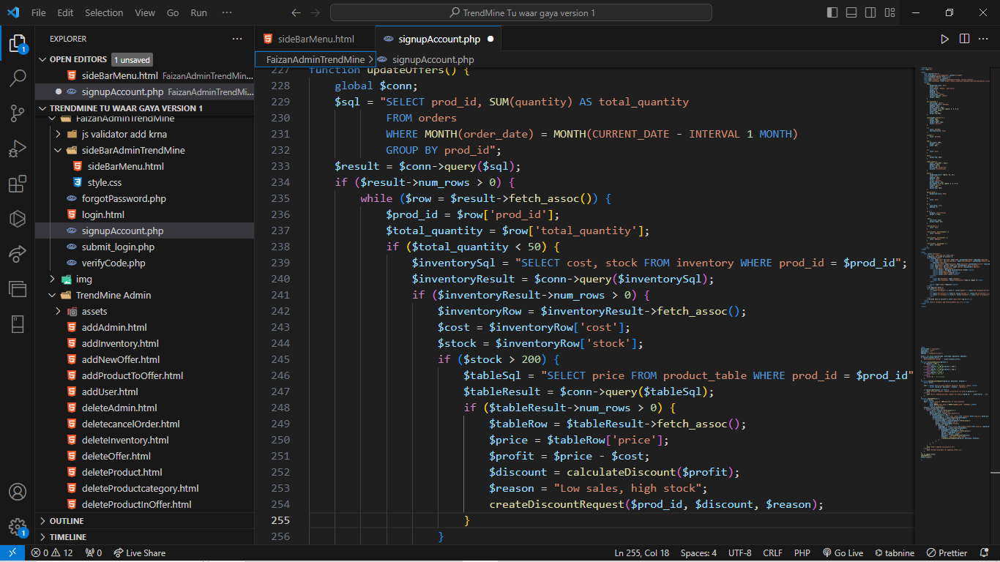 File Edit Selection View Go Run ··· TrendMine Tu waar gaya version 1
EXPLORER ···
OPEN EDITORS 1 unsaved
sideBarMenu.html FaizanAdminTrendMin...
signupAccount.php FaizanAdminTrendMi...
TRENDMINE TU WAAR GAYA VERSION 1
FaizanAdminTrendMine
js validator add krna
sideBarAdminTrendMine
sideBarMenu.html
style.css
forgotPassword.php
login.html
signupAccount.php
submit_login.php
verifyCode.php
img
TrendMine Admin
assets
addAdmin.html
addInventory.html
addNewOffer.html
addProductToOffer.html
addUser.html
deleteAdmin.html
deletecancelOrder.html
deleteInventory.html
deleteOffer.html
deleteProduct.html
deleteProductcategory.html
deleteProductInOffer.html
OUTLINE
TIMELINE
sideBarMenu.html signupAccount.php
FaizanAdminTrendMine > signupAccount.php
227 function updateOffers() {
228 global $conn;
229 $sql = "SELECT prod_id, SUM(quantity) AS total_quantity
230 FROM orders
231 WHERE MONTH(order_date) = MONTH(CURRENT_DATE - INTERVAL 1 MONTH)
232 GROUP BY prod_id";
233 $result = $conn->query($sql);
234 if ($result->num_rows > 0) {
235 while ($row = $result->fetch_assoc()) {
236 $prod_id = $row['prod_id'];
237 $total_quantity = $row['total_quantity'];
238 if ($total_quantity < 50) {
239 $inventorySql = "SELECT cost, stock FROM inventory WHERE prod_id = $prod_id";
240 $inventoryResult = $conn->query($inventorySql);
241 if ($inventoryResult->num_rows > 0) {
242 $inventoryRow = $inventoryResult->fetch_assoc();
243 $cost = $inventoryRow['cost'];
244 $stock = $inventoryRow['stock'];
245 if ($stock > 200) {
246 $tableSql = "SELECT price FROM product_table WHERE prod_id = $prod_id"
247 $tableResult = $conn->query($tableSql);
248 if ($tableResult->num_rows > 0) {
249 $tableRow = $tableResult->fetch_assoc();
250 $price = $tableRow['price'];
251 $profit = $price - $cost;
252 $discount = calculateDiscount($profit);
253 $reason = "Low sales, high stock";
254 createDiscountRequest($prod_id, $discount, $reason);
255 }
256 }
1
1
0 12 0 Live Share Ln 255, Col 18 Spaces: 4 UTF-8 CRLF PHP Go Live tabnine Prettier